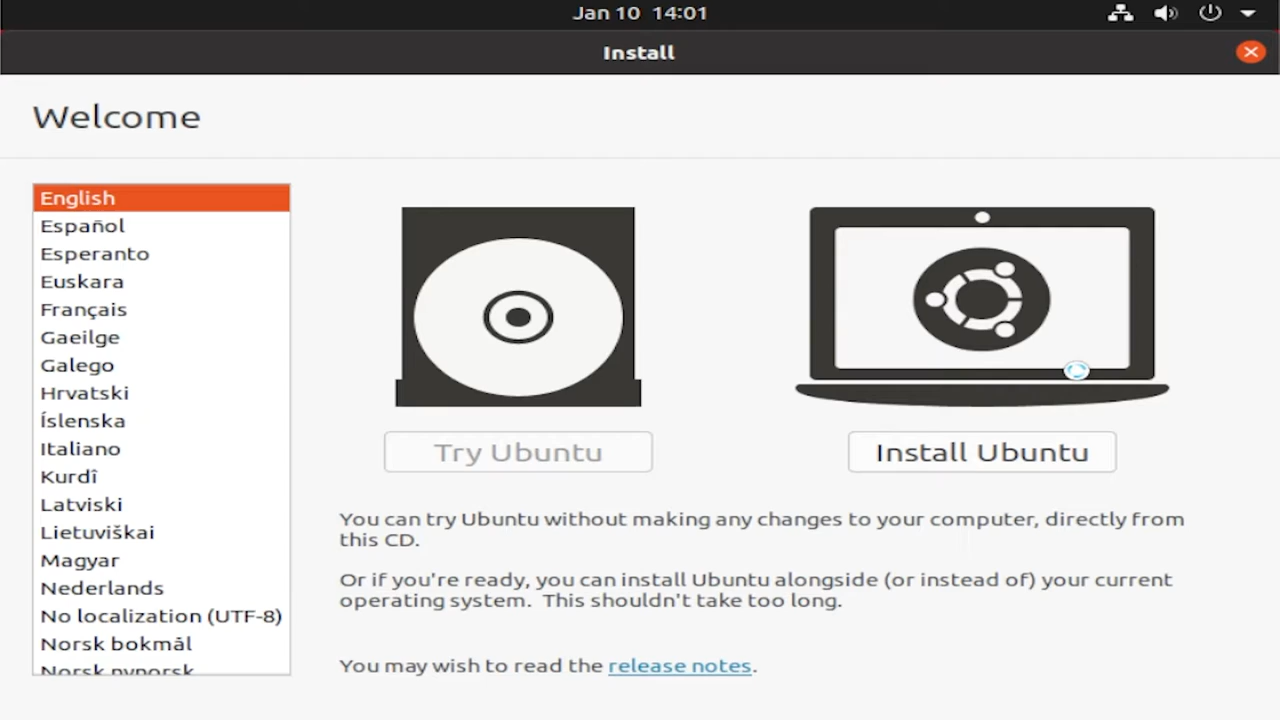 Jan 10 14:01
Install
Welcome
English
Español
Esperanto
Euskara
Français
Gaeilge
Galego
Hrvatski
Íslenska
Italiano
Kurdî
Latviski
Lietuviškai
Magyar
Nederlands
No localization (UTF-8)
Norsk bokmål
Norsk nynorsk
Try Ubuntu
Install Ubuntu
You can try Ubuntu without making any changes to your computer, directly from
this CD.
Or if you're ready, you can install Ubuntu alongside (or instead of) your current
operating system. This shouldn't take too long.
You may wish to read the release notes.